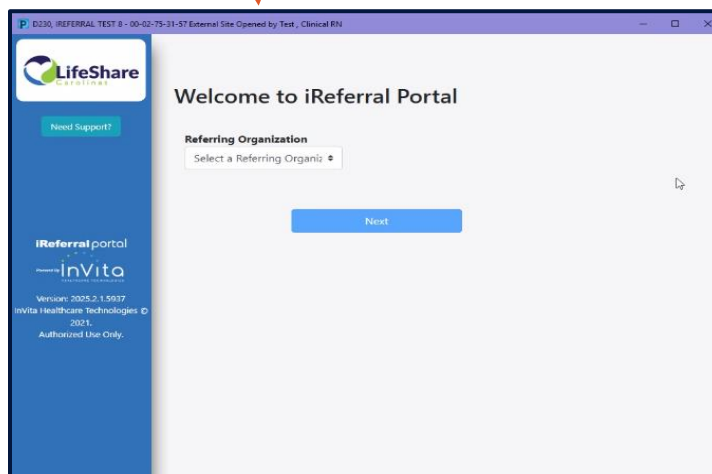 D230, IREFERRAL TEST 8 - 00-02-75-31-57 External Site Opened by Test , Clinical RN
LifeShare
Carolinas
Need Support?
Welcome to iReferral Portal
Referring Organization
Select a Referring Organiz
Next
iReferral portal
inVita
Version: 2025.2.1.5937
InVita Healthcare Technologies ©
2021.
Authorized Use Only.